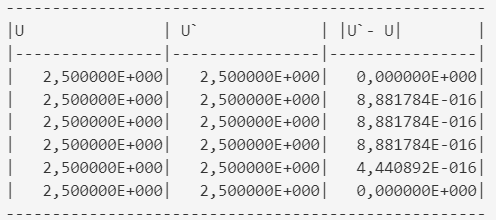 ------------------------------------------------
|U              | U`            | |U`- U|      |
|---------------|---------------|--------------|
|  2,500000E+000|  2,500000E+000| 0,000000E+000|
|  2,500000E+000|  2,500000E+000| 8,881784E-016|
|  2,500000E+000|  2,500000E+000| 8,881784E-016|
|  2,500000E+000|  2,500000E+000| 8,881784E-016|
|  2,500000E+000|  2,500000E+000| 4,440892E-016|
|  2,500000E+000|  2,500000E+000| 0,000000E+000|
------------------------------------------------